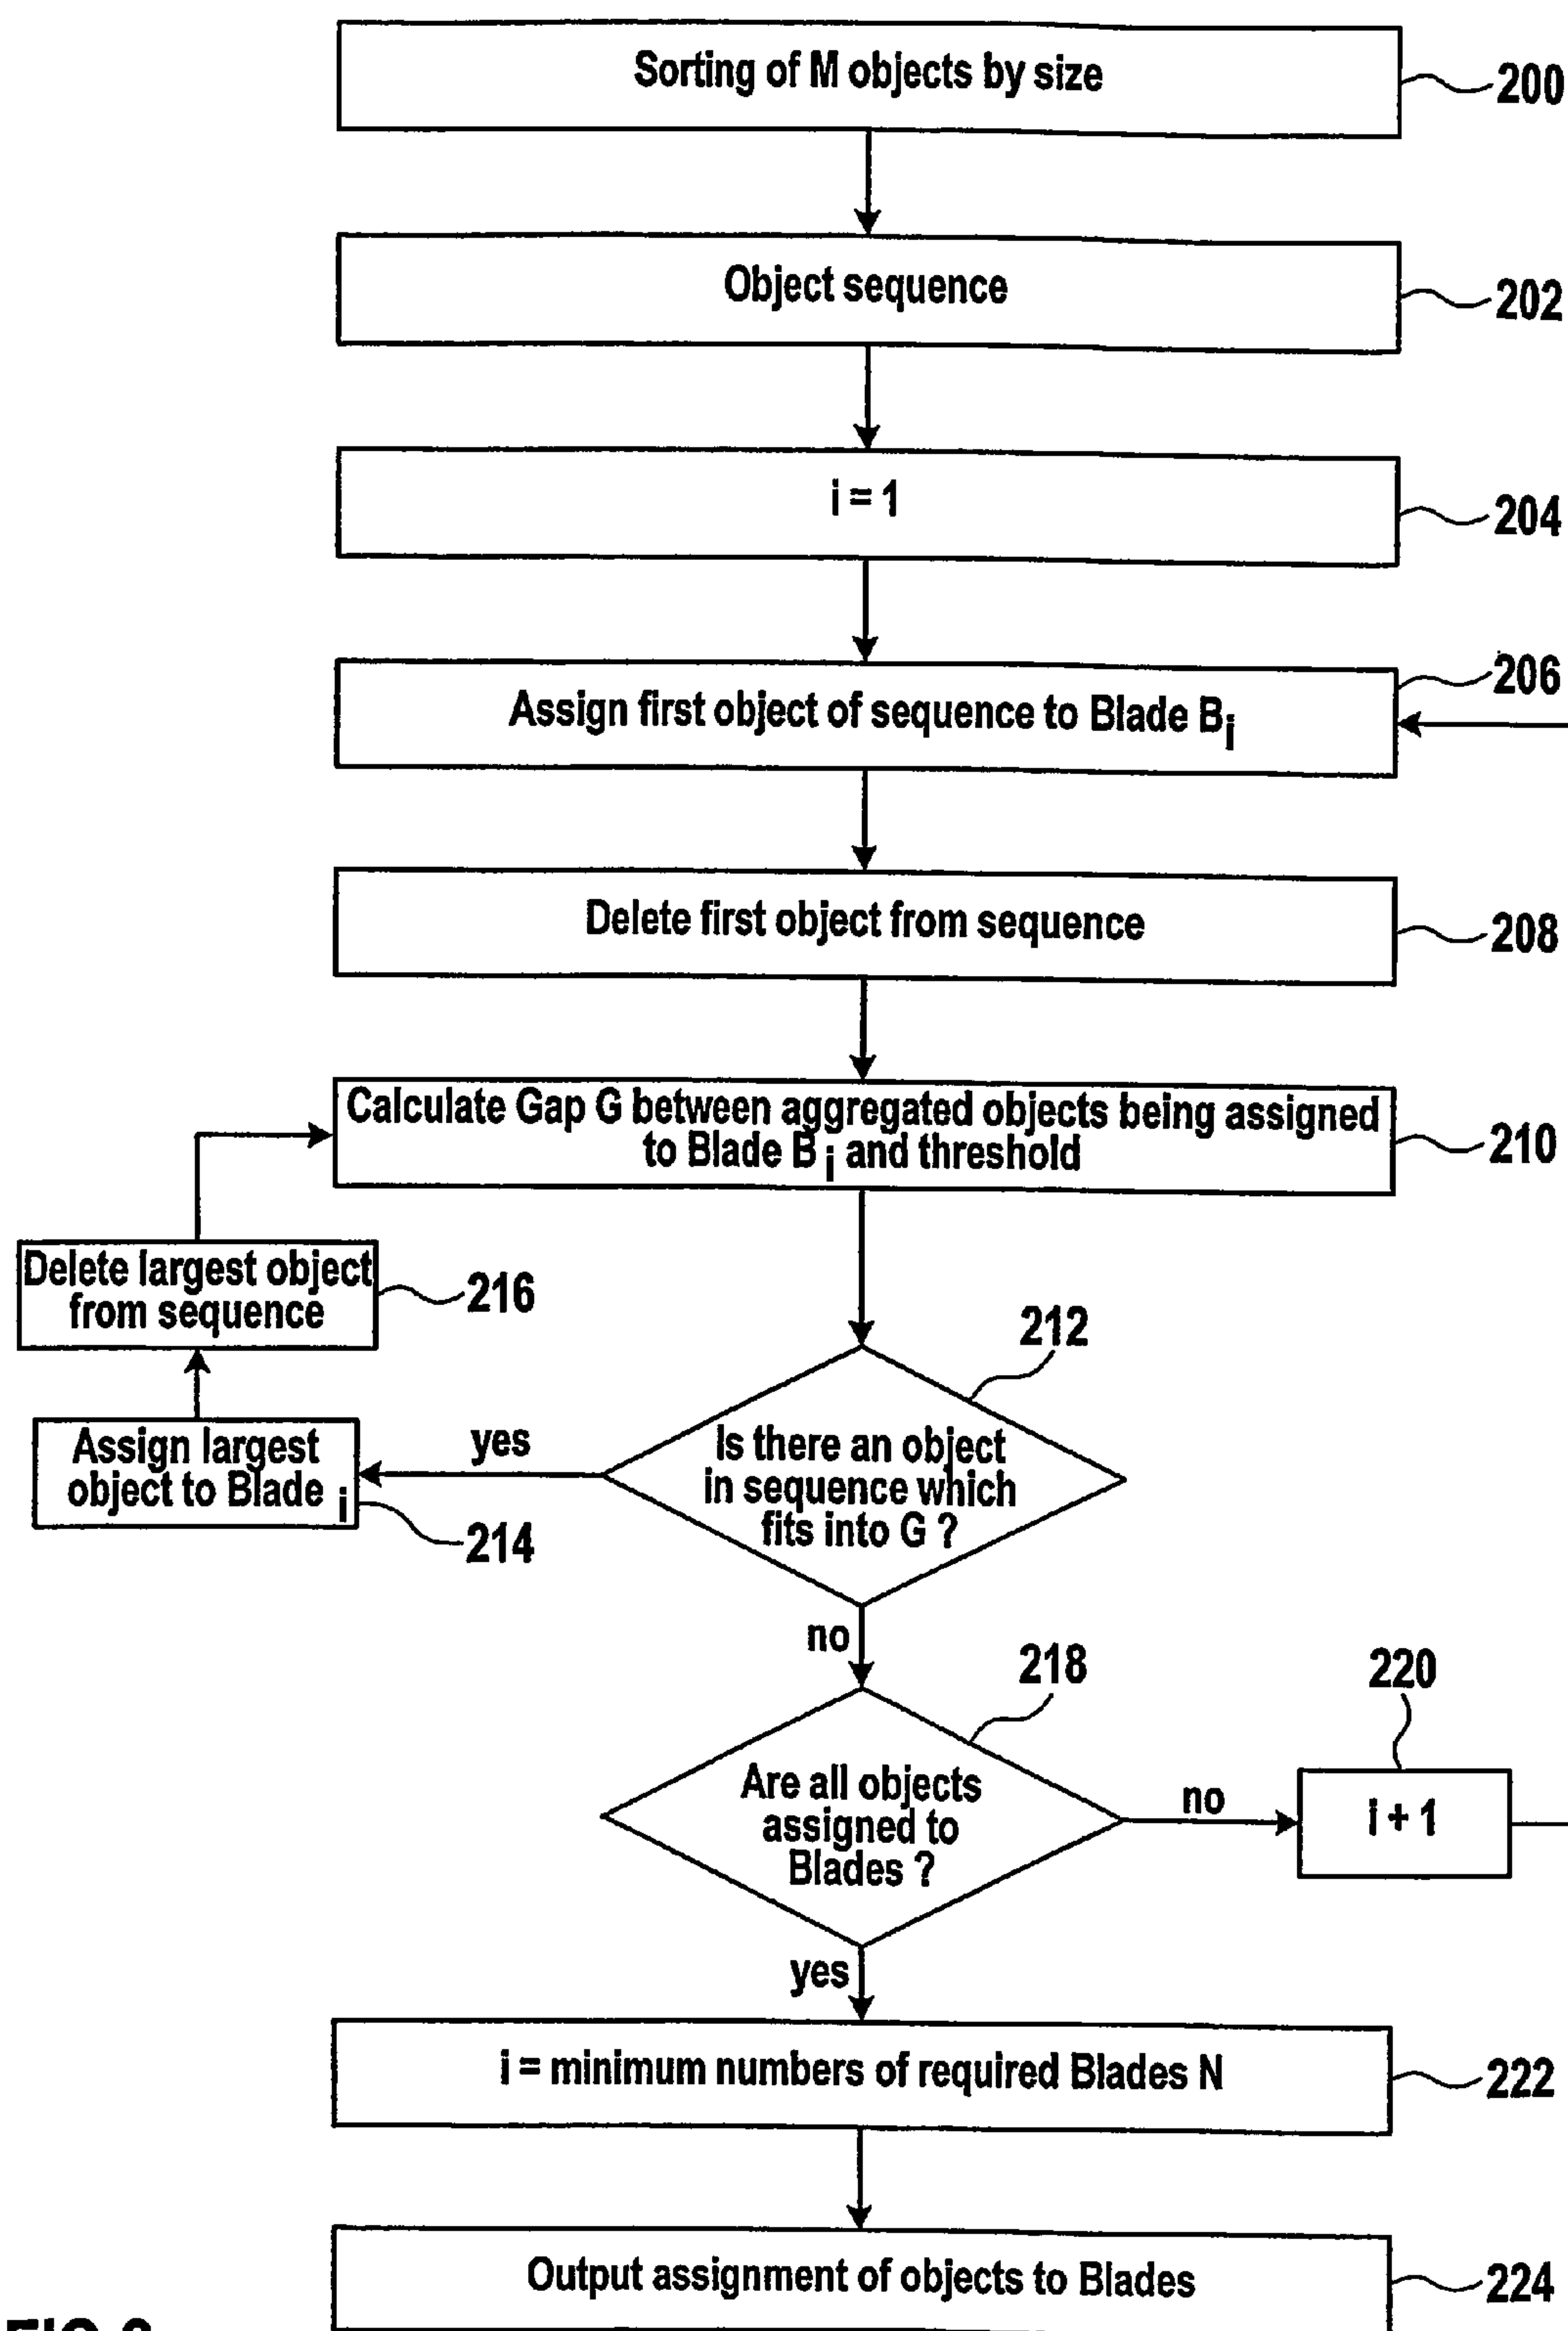 Sorting of M objects by size
200
Object sequence
202
i = 1
204
206
Assign first object of sequence to Blade Bi
Delete first object from sequence
208
Calculate Gap G between aggregated objects being assigned
to Blade Bi and threshold
210
Delete largest object
from sequence
216
212
Assign largest
object to Blade i
214
yes
Is there an object
in sequence which
fits into G ?
no
218
220
Are all objects
assigned to
Blades ?
no
i + 1
yes
i = minimum numbers of required Blades N
222
Output assignment of objects to Blades
224